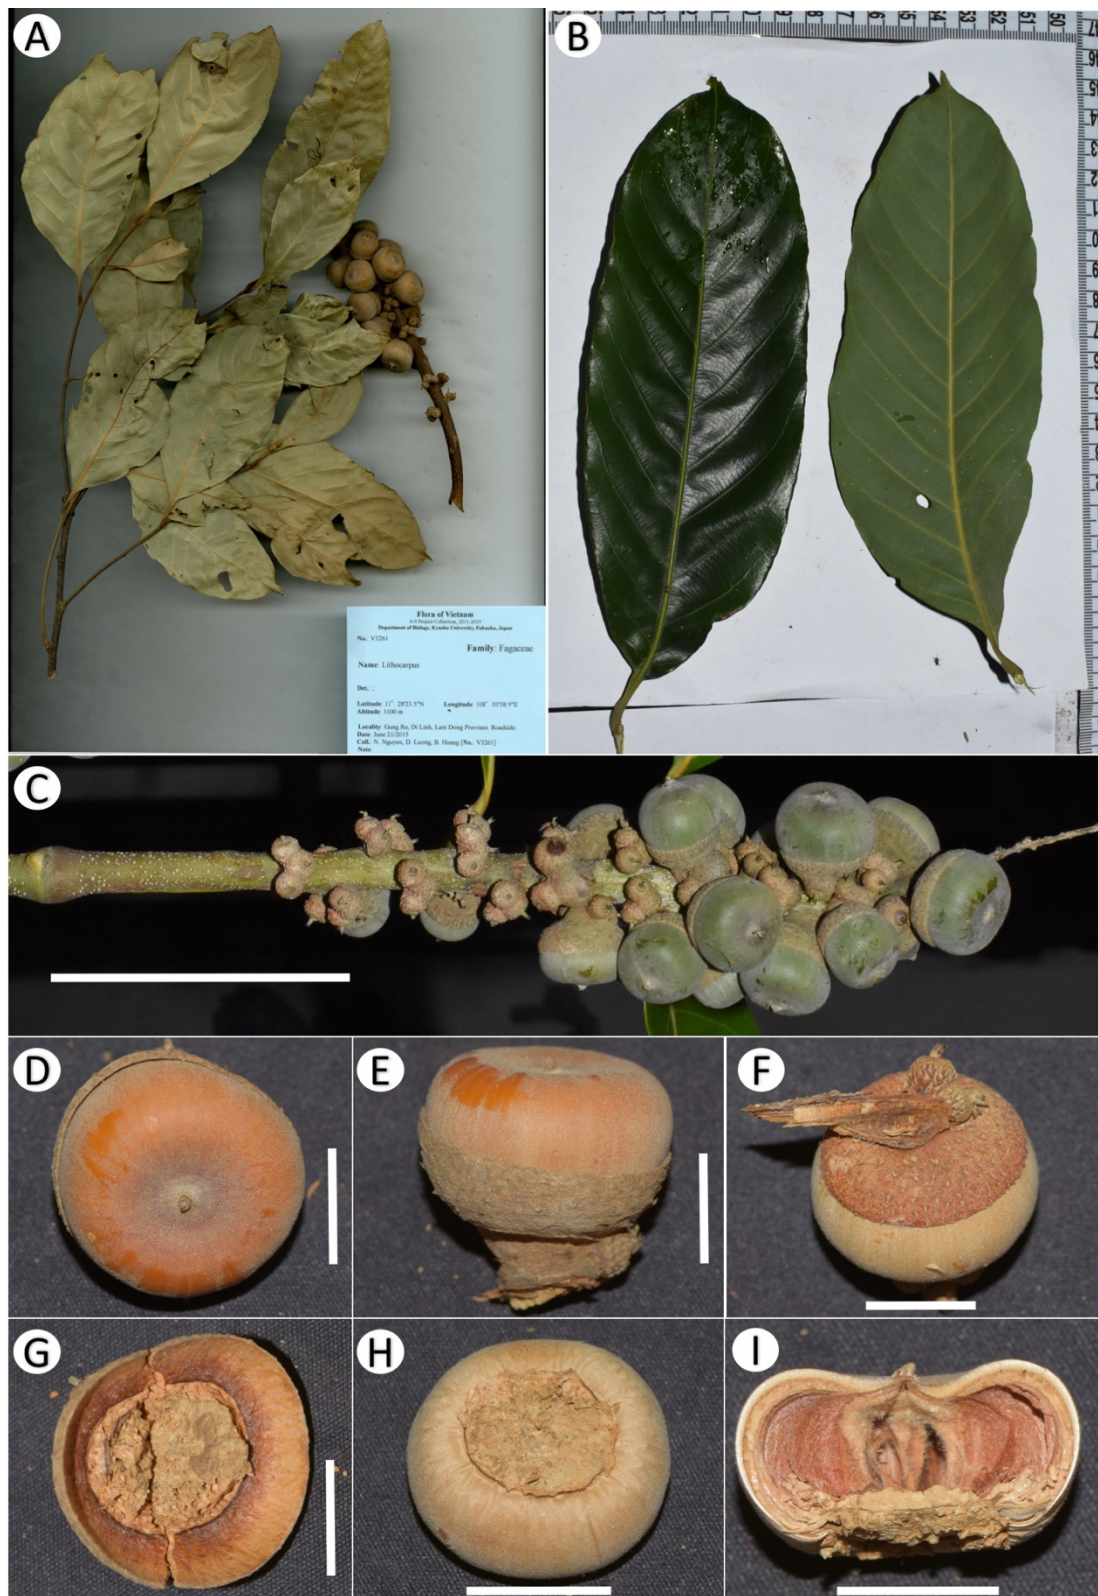 A
B
Flora of Vietnam
Department of Biology, Kyushu University, Fukuoka, Japan
No.: V3261
Family: Fagaceae
Name: Lithocarpus
Det.: ;
Latitude: 11° 28'23.5"N Longitude: 108° 03'58.9"E
Altitude: 1100 m
Locality: Gung Re, Di Linh, Lam Dong Province. Roadside
Date: June 21/2015
Coll.: N. Nguyen, D. Luong, B. Hoang [No.: V3261]
Note:
C
D
E
F
G
H
I